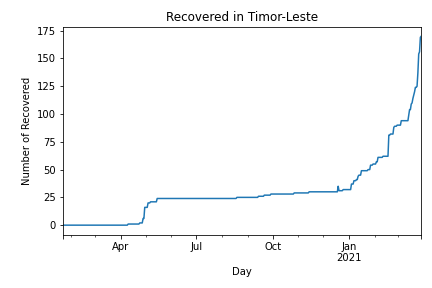 Recovered in Timor-Leste
175
150
125
100
75
50
25
0
Number of Recovered
Apr
Jul
Oct
Jan
2021
Day